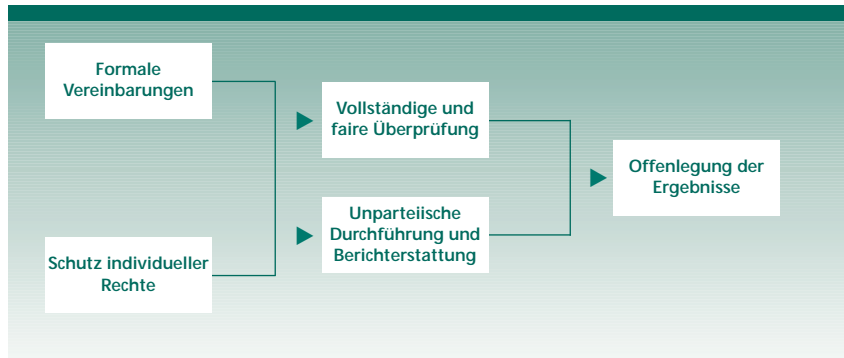 Formale
Vereinbarungen
Schutz individueller
Rechte
Vollständige und
faire Überprüfung
Unparteiische
Durchführung und
Berichterstattung
Offenlegung der
Ergebnisse